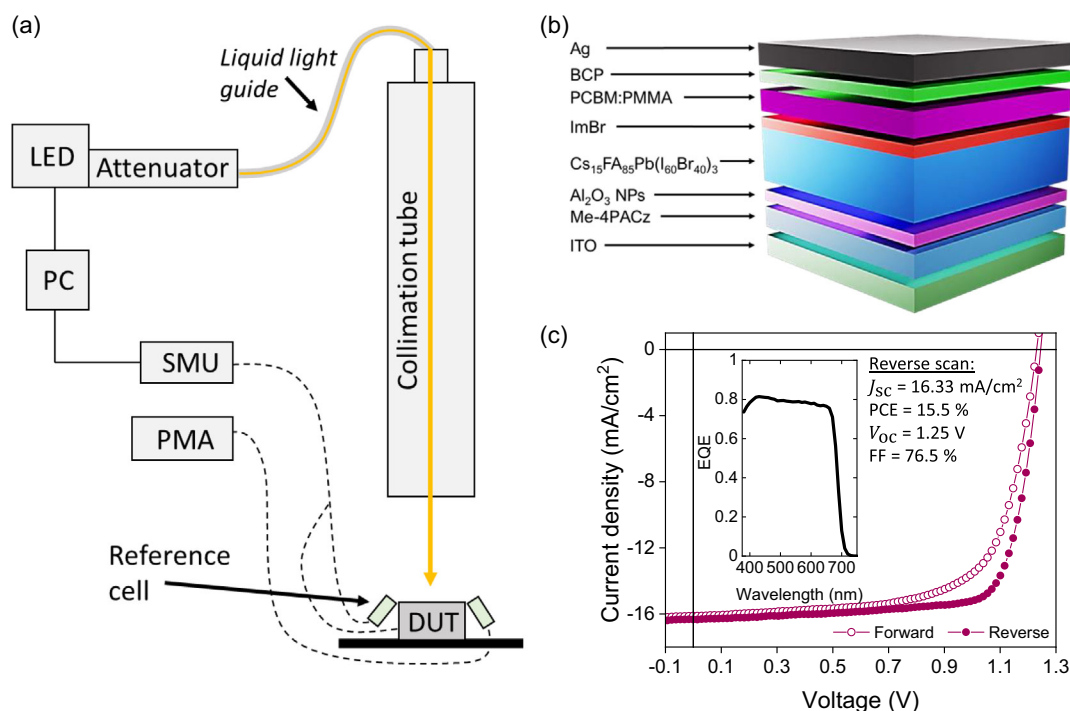 (a)
Liquid light
guide
LED
Attenuator
PC
SMU
PMA
Collimation tube
Reference
cell
DUT
(b)
Ag
BCP
PCBM:PMMA
ImBr
Cs₁₅FA₈₅Pb(I₆₀Br₄₀)₃
Al₂O₃ NPs
Me-4PACz
ITO
(c)
Current density (mA/cm²)
0
-4
-8
-12
-16
-0.1 0.1 0.3 0.5 0.7 0.9 1.1 1.3
Voltage (V)
EQE
1
0.8
0.6
0.4
0.2
0
400 500 600 700
Wavelength (nm)
Reverse scan:
J_SC = 16.33 mA/cm²
PCE = 15.5 %
V_OC = 1.25 V
FF = 76.5 %
Forward Reverse